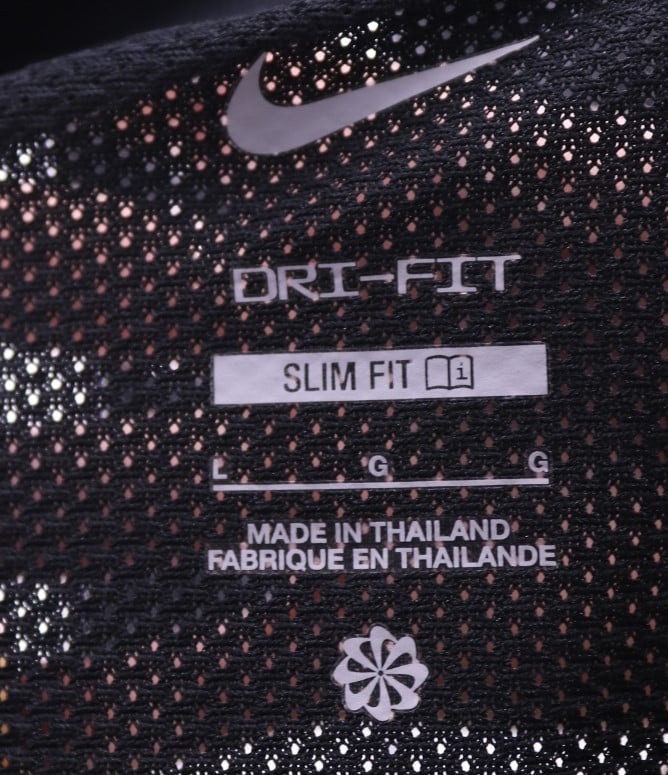 DRI-FIT
SLIM FIT i
L G G
MADE IN THAILAND
FABRIQUE EN THAILANDE